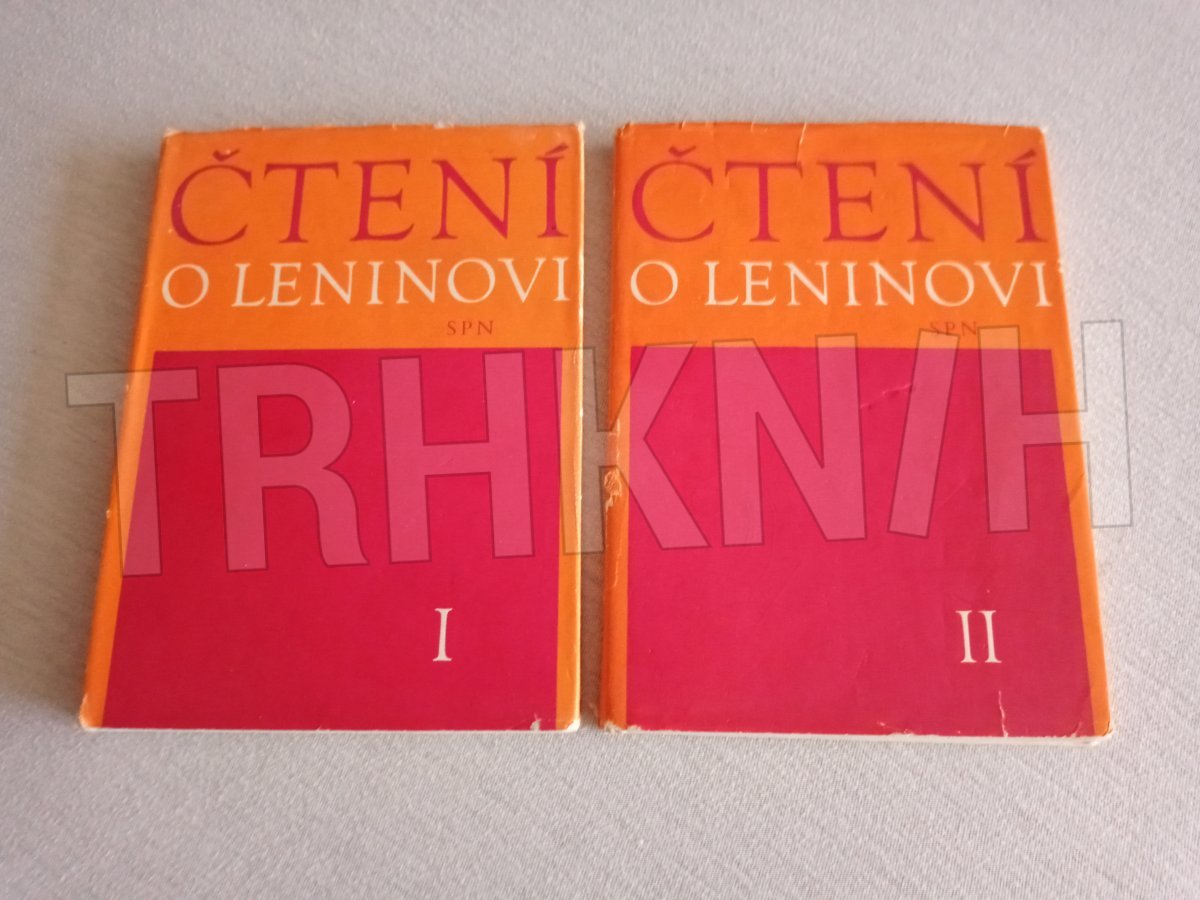 ČTENÍ
O LENINOVI
SPN
I
ČTENÍ
O LENINOVI
SPN
II
TRHKNIH